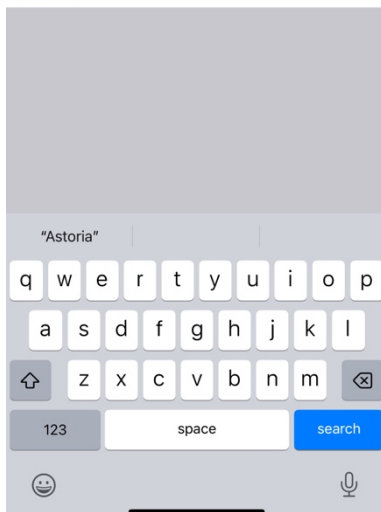 “Astoria”
q w e r t y u i o p
a s d f g h j k l
z x c v b n m
123 space search